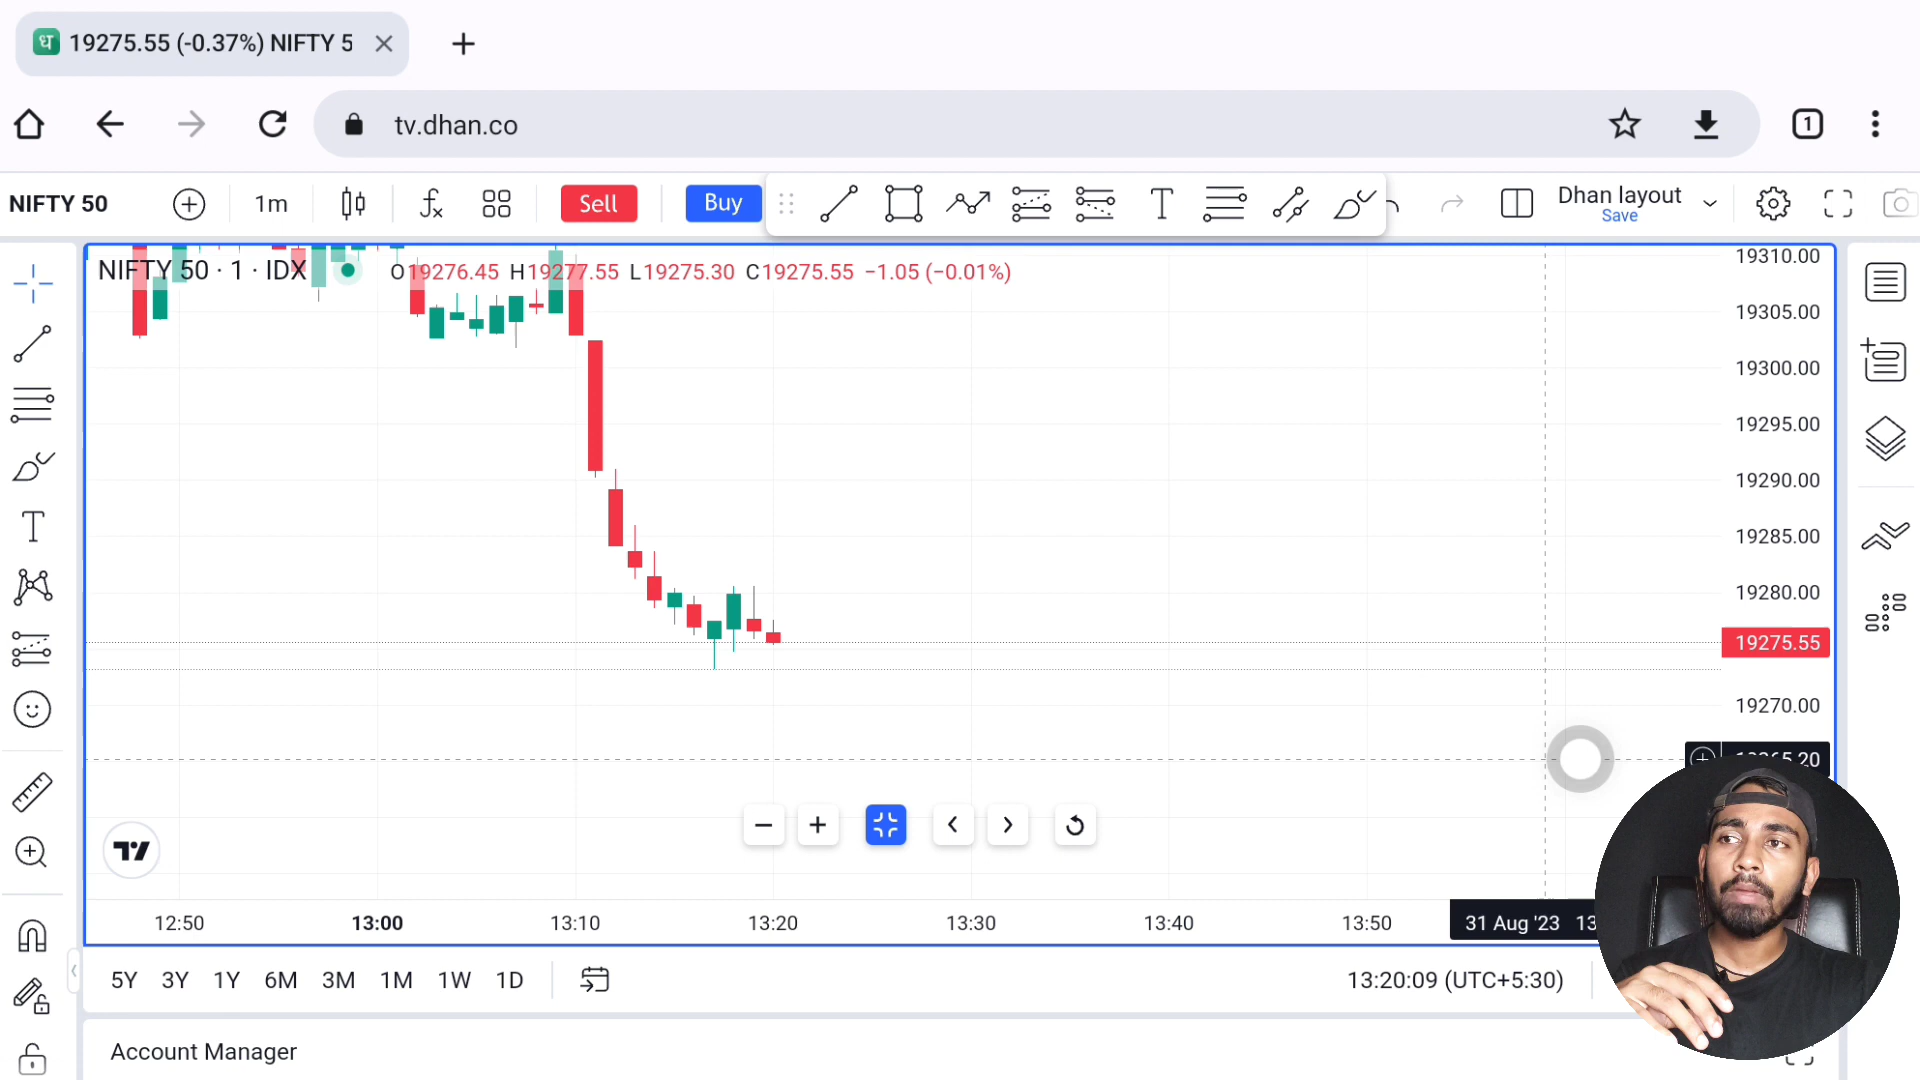 19275.55 (-0.37%) NIFTY 5
tv.dhan.co
1
NIFTY 50
1m
Sell
Buy
Dhan layout
Save
NIFTY 50 · 1 · IDX
O19276.45 H19277.55 L19275.30 C19275.55 −1.05 (−0.01%)
19310.00
19305.00
19300.00
19295.00
19290.00
19285.00
19280.00
19275.55
19270.00
12:50
13:00
13:10
13:20
13:30
13:40
13:50
31 Aug '23
5Y 3Y 1Y 6M 3M 1M 1W 1D
13:20:09 (UTC+5:30)
Account Manager